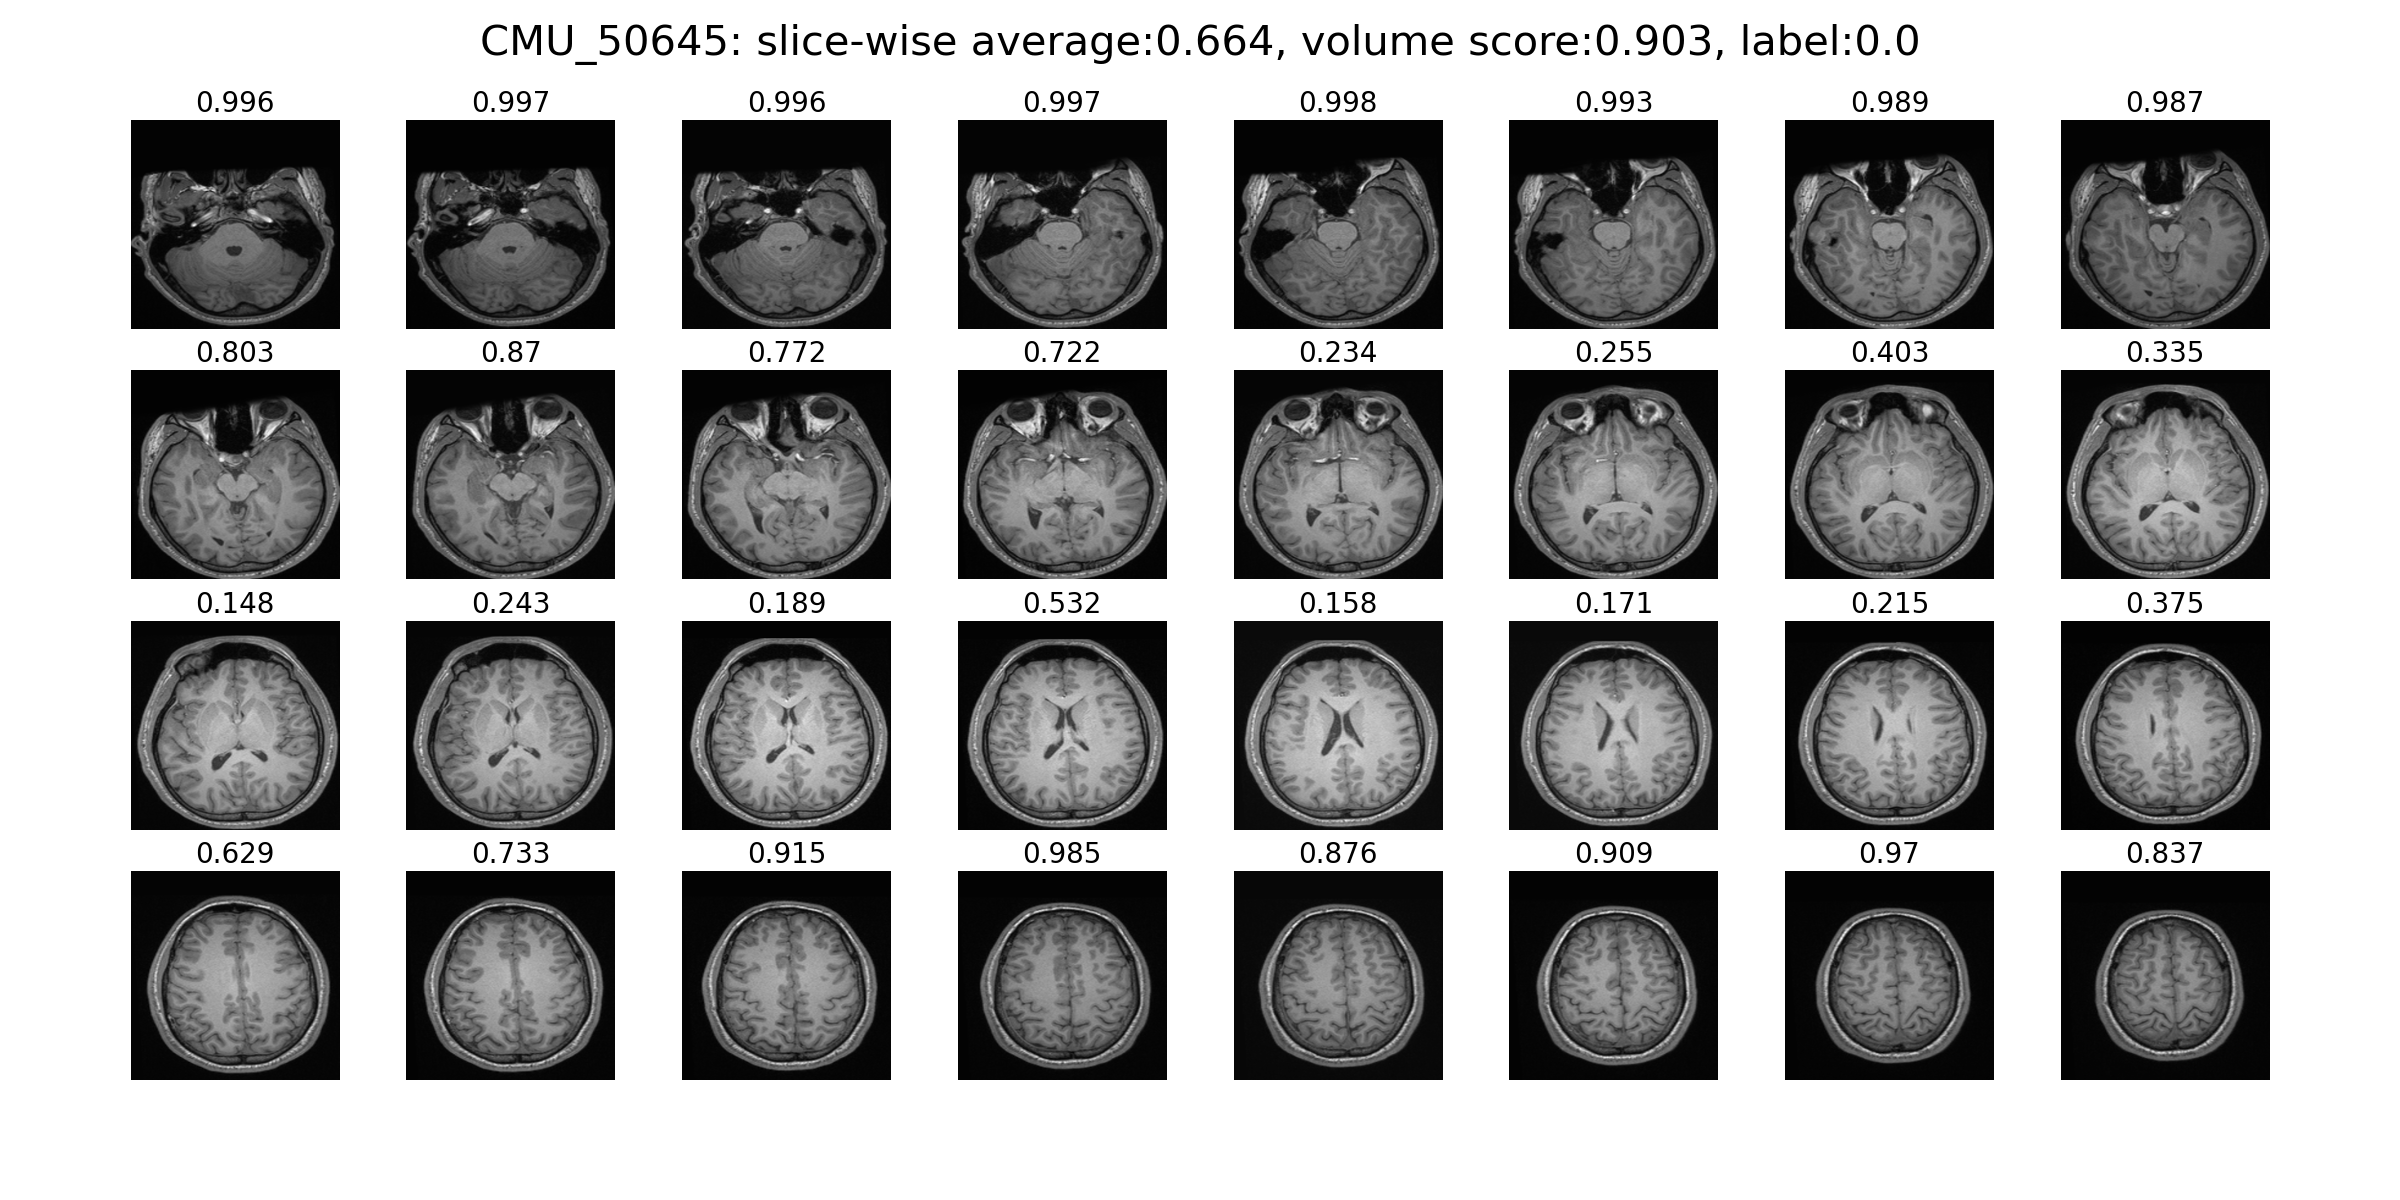 CMU_50645: slice-wise average:0.664, volume score:0.903, label:0.0
0.996 0.997 0.996 0.997 0.998 0.993 0.989 0.987
0.803 0.87 0.772 0.722 0.234 0.255 0.403 0.335
0.148 0.243 0.189 0.532 0.158 0.171 0.215 0.375
0.629 0.733 0.915 0.985 0.876 0.909 0.97 0.837